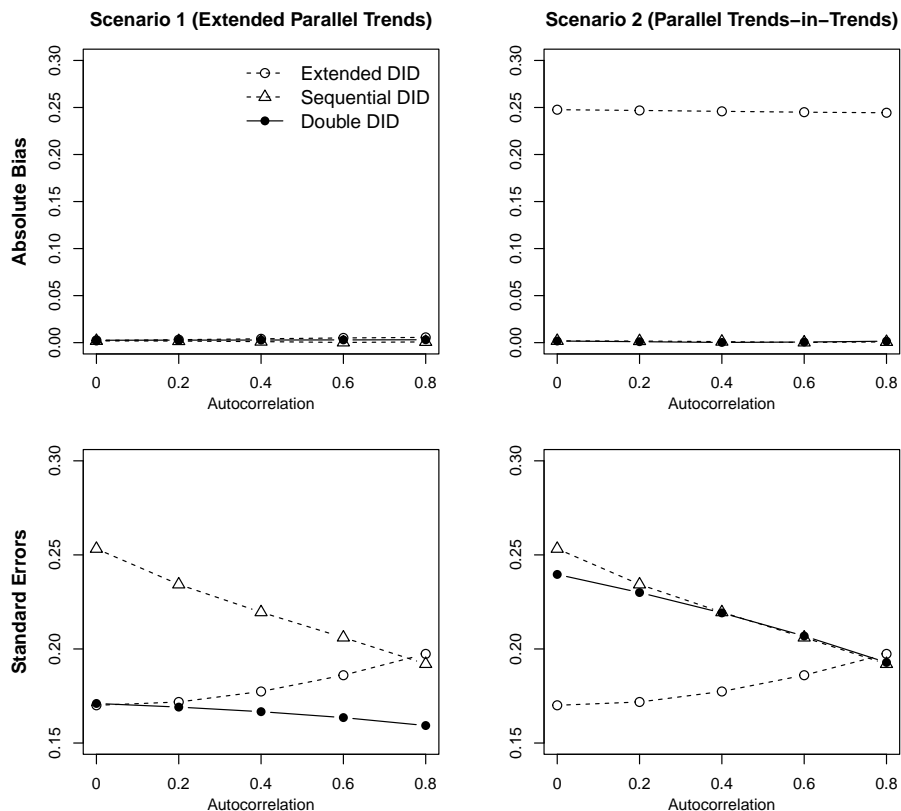 Scenario 1 (Extended Parallel Trends)
Scenario 2 (Parallel Trends−in−Trends)
Absolute Bias
0.30
0.25
0.20
0.15
0.10
0.05
0.00
Extended DID
Sequential DID
Double DID
0 0.2 0.4 0.6 0.8
Autocorrelation
0.30
0.25
0.20
0.15
0.10
0.05
0.00
0 0.2 0.4 0.6 0.8
Autocorrelation
Standard Errors
0.30
0.25
0.20
0.15
0 0.2 0.4 0.6 0.8
Autocorrelation
0.30
0.25
0.20
0.15
0 0.2 0.4 0.6 0.8
Autocorrelation